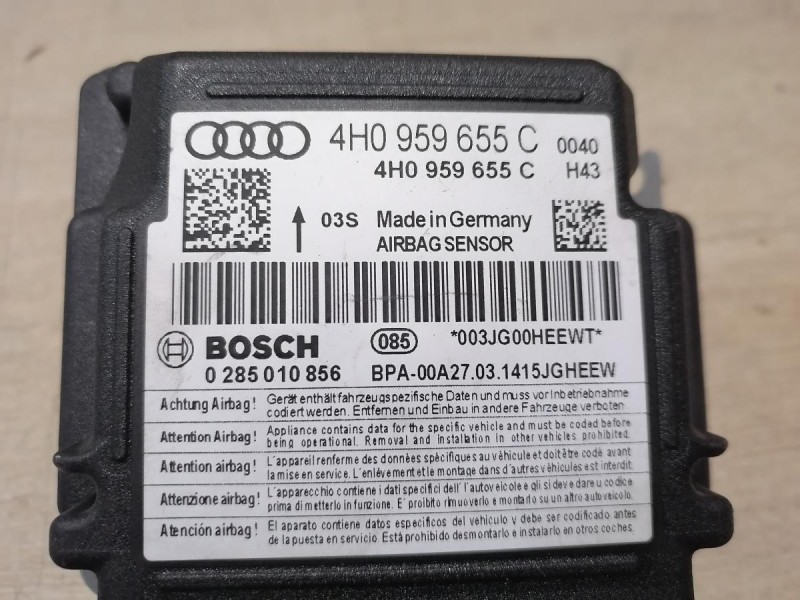 4H0 959 655 C 0040
4H0 959 655 C H43
03S Made in Germany
AIRBAG SENSOR
BOSCH 085 *003JG00HEEWT*
0 285 010 856 BPA-00A27.03.1415JGHEEW
Achtung Airbag! Gerät enthält fahrzeugspezifische Daten und muss vor Inbetriebnahme
codiert werden. Entfernen und Einbau in andere Fahrzeuge verboten
Attention Airbag! Appliance contains data for the specific vehicle and must be coded before
being operational. Removal and installation in other vehicles prohibited.
Attention airbag! L'appareil renferme des données spécifiques au véhicule et doit être codé avant
la mise en service. L'enlèvement et le montage dans d'autres véhicules est interdit.
Attenzione airbag! L'apparecchio contiene i dati specifici dell' l'autoveicolo e gli si deve dare u codice
prima di metterlo in funzione. E' proibito rimuoverlo e montarlo su un altro autoveicolo.
Atención airbag! El aparato contiene datos especificos del vehículo y debe ser codificado antes
de la puesta en servicio. Está prohibido desmontarlo e instalarlo en otros coches.